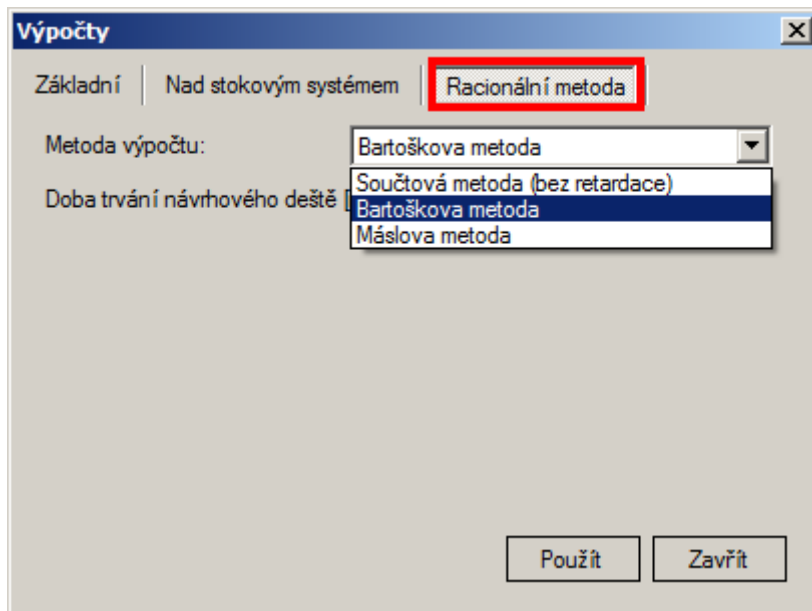 Výpočty
Základní Nad stokovým systémem Racionální metoda
Metoda výpočtu: Bartoškova metoda
Součtová metoda (bez retardace)
Doba trvání návrhového deště [
Bartoškova metoda
Máslova metoda
Použít Zavřít